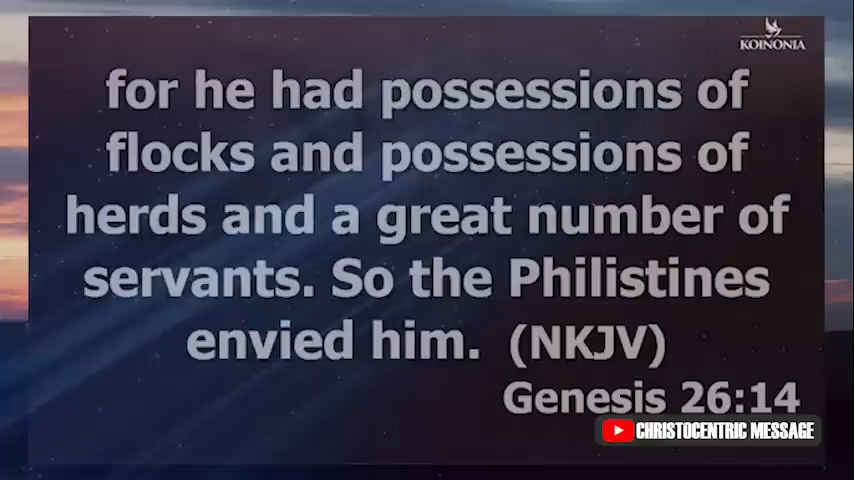 KOINONIA
for he had possessions of
flocks and possessions of
herds and a great number of
servants. So the Philistines
envied him. (NKJV)
Genesis 26:14
CHRISTOCENTRIC MESSAGE